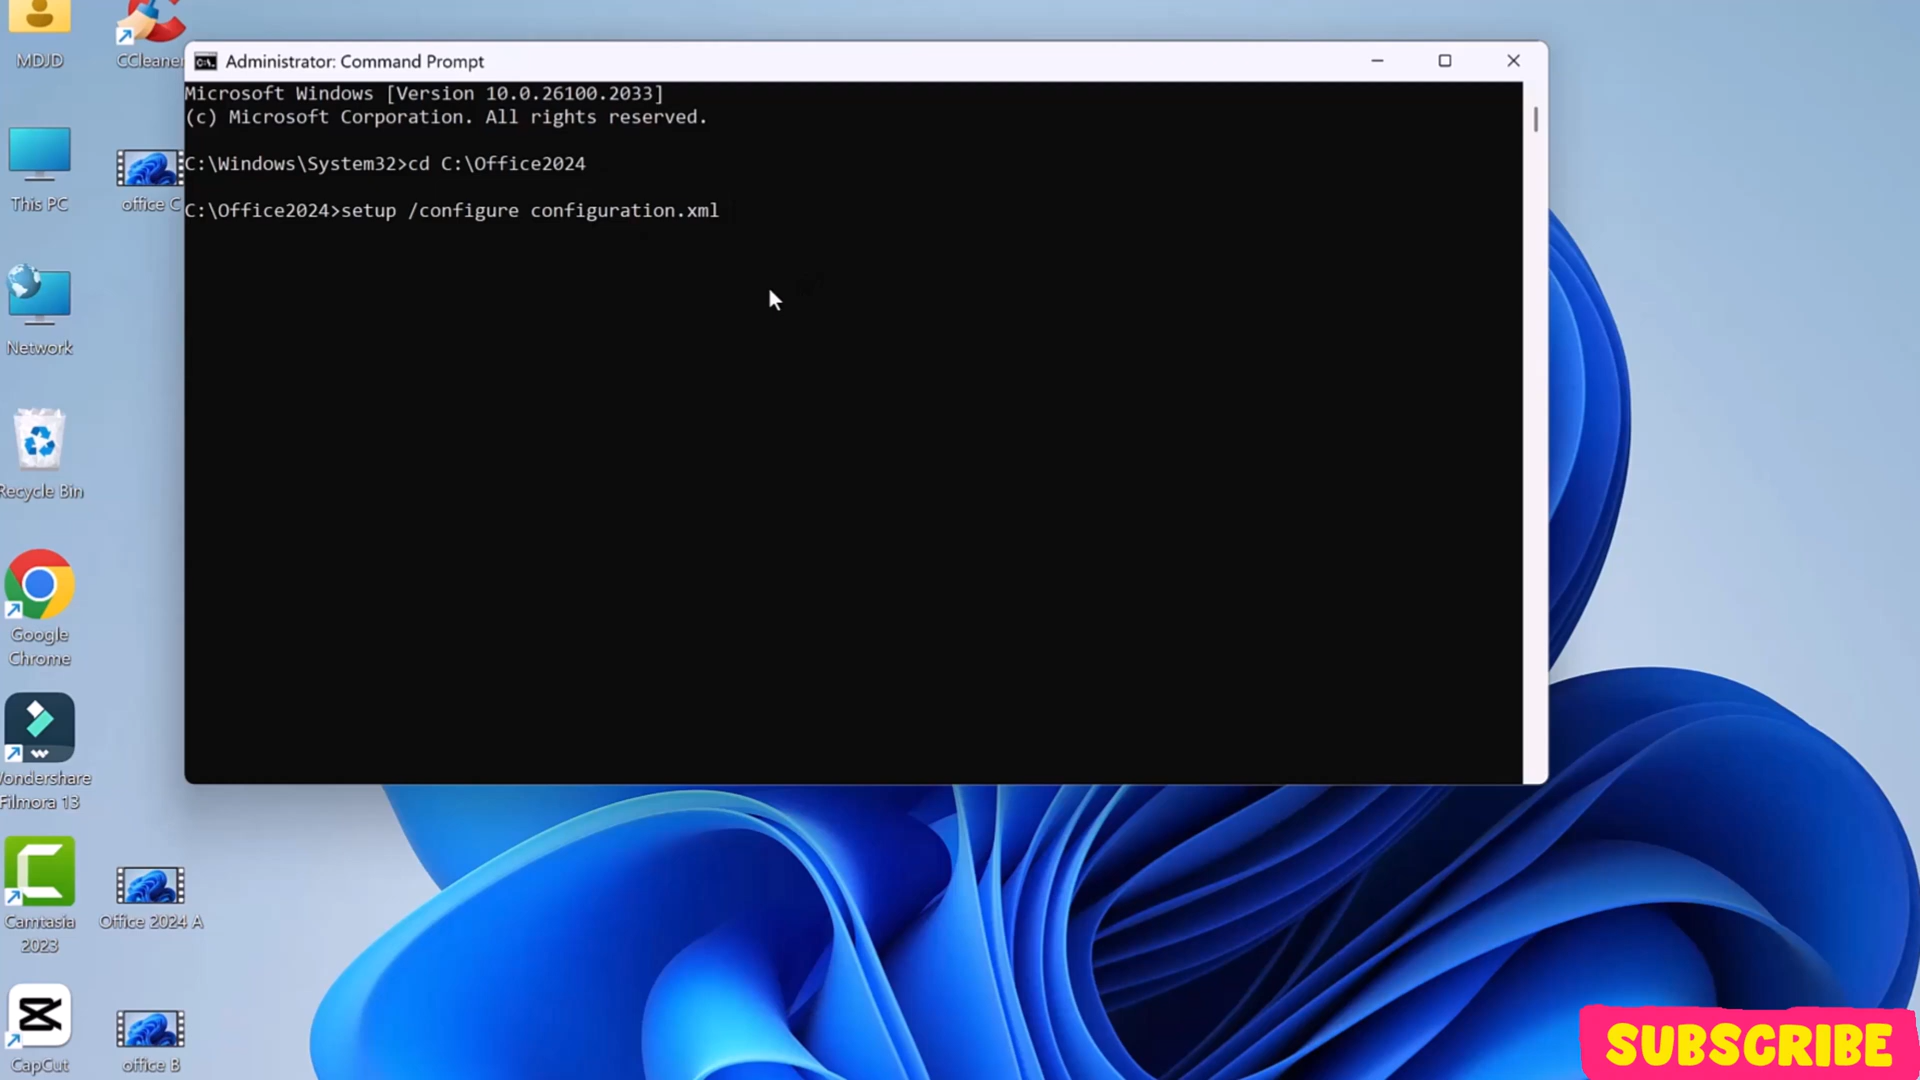 MDJD
CCleaner
Administrator: Command Prompt
Microsoft Windows [Version 10.0.26100.2033]
(c) Microsoft Corporation. All rights reserved.
C:\Windows\System32>cd C:\Office2024
C:\Office2024>setup /configure configuration.xml
This PC
office C
Network
Recycle Bin
Google
Chrome
Wondershare
Filmora 13
Camtasia
2023
Office 2024 A
CapCut
office B
SUBSCRIBE